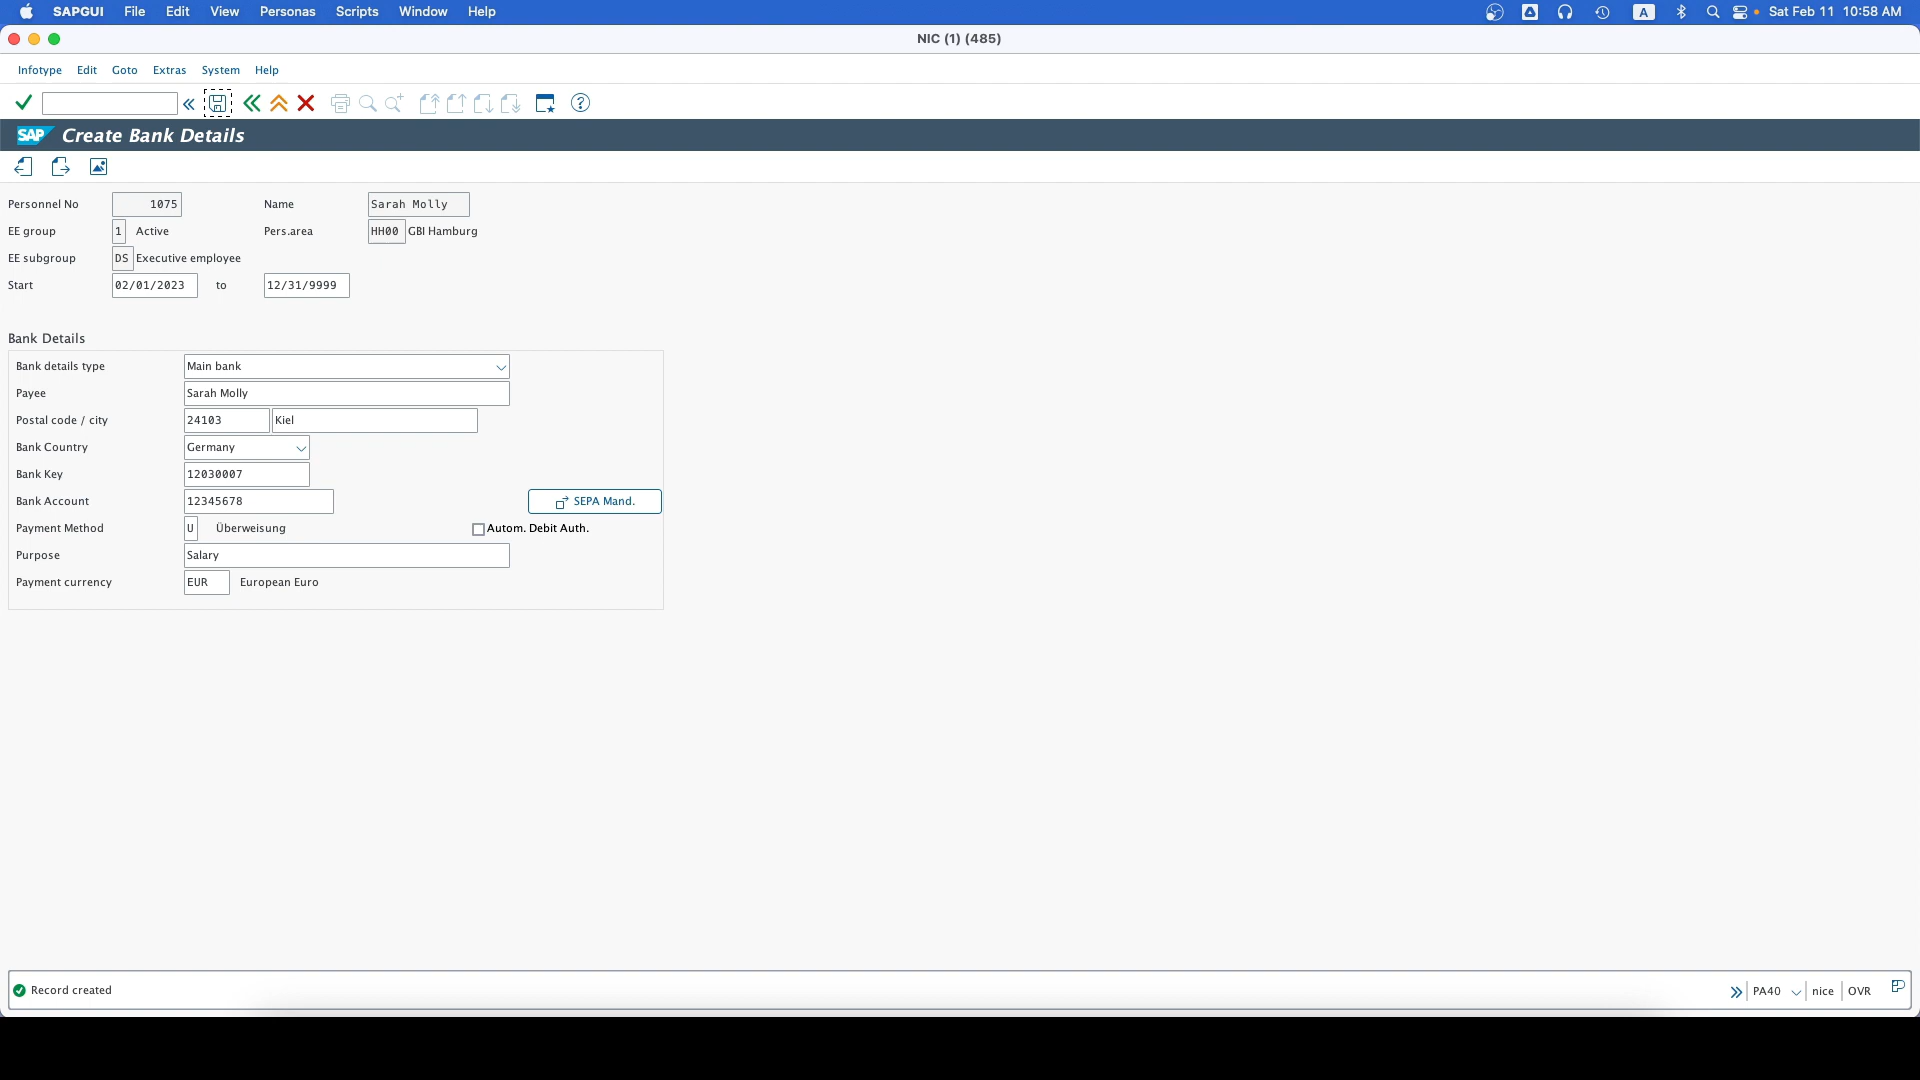 SAPGUI File Edit View Personas Scripts Window Help A Sat Feb 11 10:58 AM
NIC (1) (485)
Infotype Edit Goto Extras System Help
SAP Create Bank Details
Personnel No 1075 Name Sarah Molly
EE group 1 Active Pers.area HH00 GBI Hamburg
EE subgroup DS Executive employee
Start 02/01/2023 to 12/31/9999
Bank Details
Bank details type Main bank
Payee Sarah Molly
Postal code / city 24103 Kiel
Bank Country Germany
Bank Key 12030007
Bank Account 12345678 SEPA Mand.
Payment Method U Überweisung Autom. Debit Auth.
Purpose Salary
Payment currency EUR European Euro
Record created PA40 nice OVR